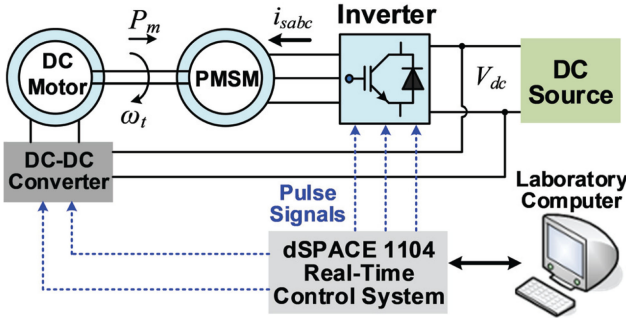 P_m
i_sabc
Inverter
DC
Motor
PMSM
V_dc
DC
Source
ω_t
DC-DC
Converter
Pulse
Signals
Laboratory
Computer
dSPACE 1104
Real-Time
Control System